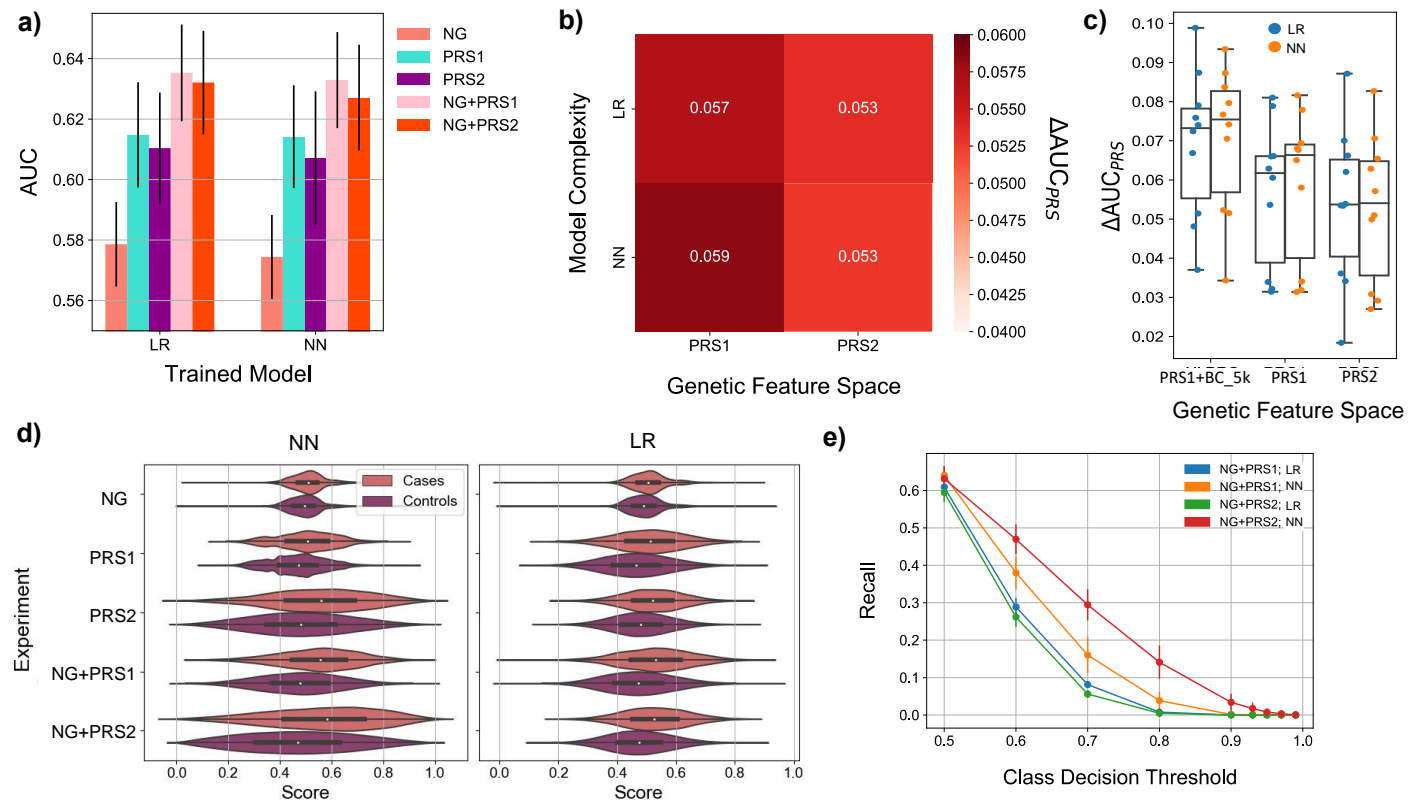 a)
AUC
0.64
0.62
0.60
0.58
0.56
LR
NN
Trained Model
NG
PRS1
PRS2
NG+PRS1
NG+PRS2
b)
Model Complexity
LR
NN
0.057
0.053
0.059
0.053
PRS1
PRS2
Genetic Feature Space
0.0600
0.0575
0.0550
0.0525
0.0500
0.0475
0.0450
0.0425
0.0400
ΔAUC_PRS
c)
ΔAUC_PRS
0.10
0.09
0.08
0.07
0.06
0.05
0.04
0.03
0.02
LR
NN
PRS1+BC_5k
PRS1
PRS2
Genetic Feature Space
d)
NN
LR
Cases
Controls
Experiment
NG
PRS1
PRS2
NG+PRS1
NG+PRS2
0.0
0.2
0.4
0.6
0.8
1.0
Score
0.0
0.2
0.4
0.6
0.8
1.0
Score
e)
Recall
0.6
0.5
0.4
0.3
0.2
0.1
0.0
NG+PRS1; LR
NG+PRS1; NN
NG+PRS2; LR
NG+PRS2; NN
0.5
0.6
0.7
0.8
0.9
1.0
Class Decision Threshold